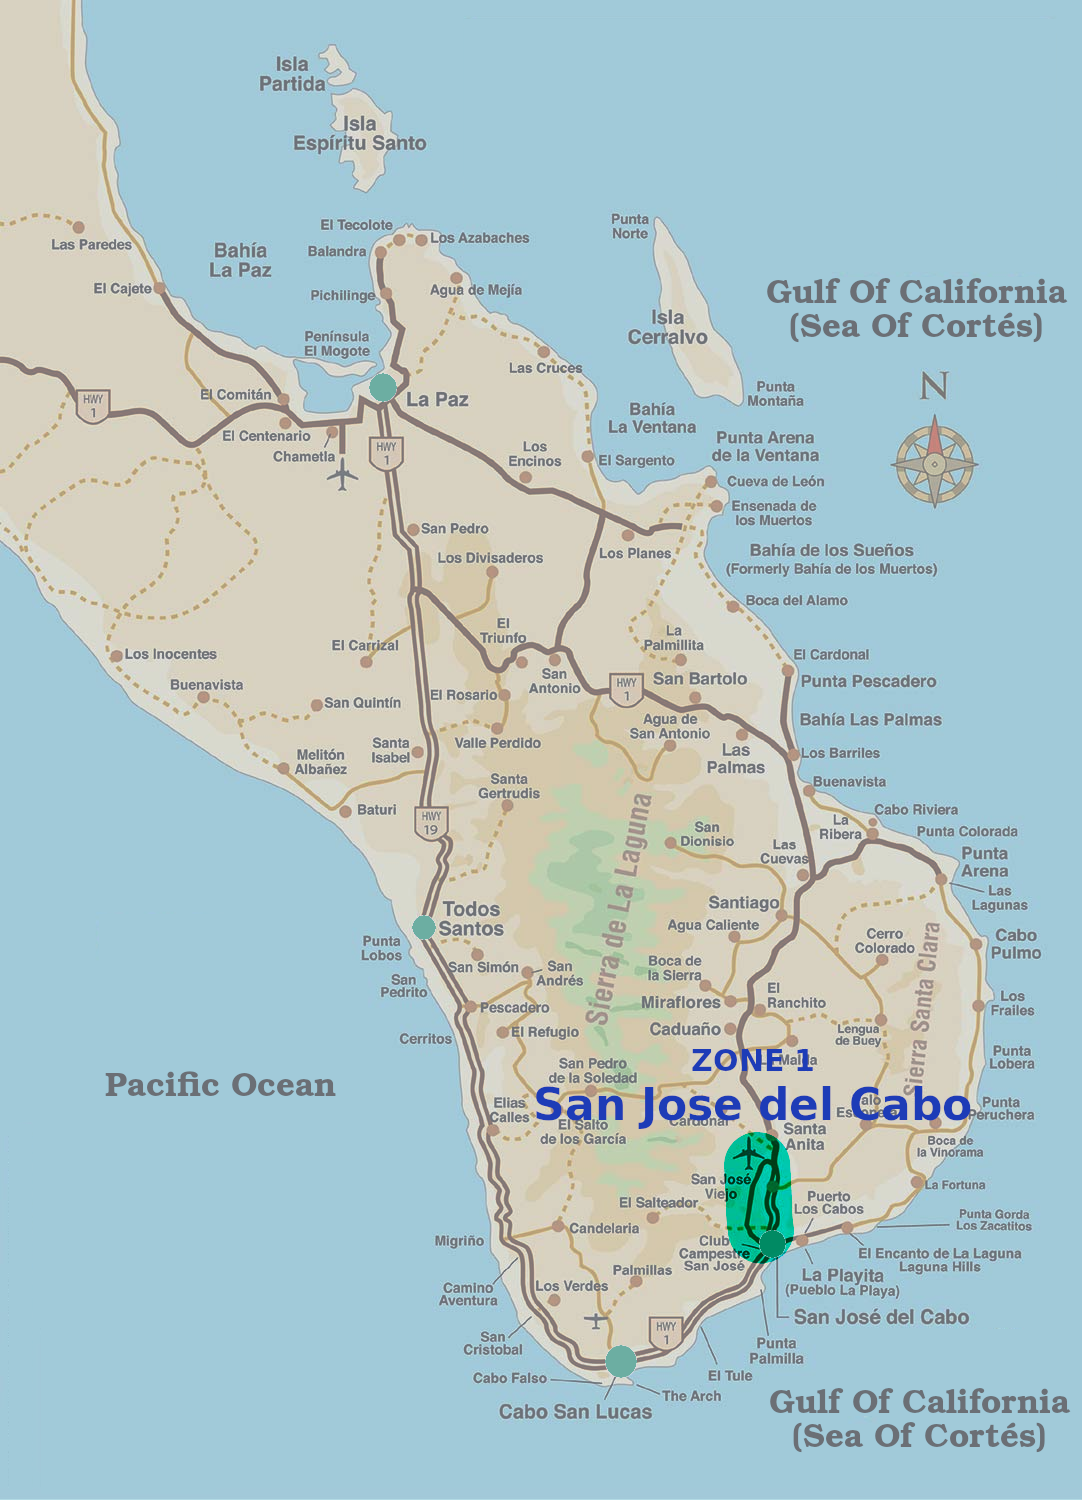 Isla
Partida
Isla
Espíritu Santo
El Tecolote
Los Azabaches
Punta
Norte
Las Paredes
Bahía
La Paz
Balandra
El Cajete
Pichilinge
Agua de Mejía
Gulf Of California
(Sea Of Cortés)
Isla
Cerralvo
Península
El Mogote
Las Cruces
N
El Comitán
HWY
1
La Paz
Punta
Montaña
Bahía
La Ventana
El Centenario
Chametla
HWY
1
Los
Encinos
El Sargento
Punta Arena
de la Ventana
Cueva de León
Ensenada de
los Muertos
San Pedro
Los Divisaderos
Los Planes
Bahía de los Sueños
(Formerly Bahía de los Muertos)
Boca del Alamo
El
Triunfo
La
Palmillita
Los Inocentes
El Carrizal
El Cardonal
Buenavista
San Quintín
El Rosario
San
Antonio
HWY
1
San Bartolo
Punta Pescadero
Agua de
San Antonio
Bahía Las Palmas
Santa
Isabel
Valle Perdido
Las
Palmas
Los Barriles
Melitón
Albañez
Santa
Gertrudis
Buenavista
Baturi
HWY
19
Cabo Riviera
La
Ribera
Punta Colorada
San
Dionisio
Las
Cuevas
Punta
Arena
Las
Lagunas
Sierra de La Laguna
Santiago
Todos
Santos
Agua Caliente
Cerro
Colorado
Cabo
Pulmo
Punta
Lobos
San Simón
San
Andrés
Boca de
la Sierra
San
Pedrito
Pescadero
Miraflores
El
Ranchito
Los
Frailes
Sierra Santa Clara
Cerritos
El Refugio
Caduaño
Lengua
de Buey
ZONE 1
La Malda
Punta
Lobera
San Pedro
de la Soledad
Pacific Ocean
San Jose del Cabo
Elias
Calles
El Salto
de los García
Cardonal
Santa
Anita
Punta
Peruchera
Boca de
la Vinorama
San José
Viejo
Puerto
Los Cabos
La Fortuna
El Salteador
Candelaria
Punta Gorda
Los Zacatitos
Migriño
Club
Campestre
San José
El Encanto de La Laguna
Laguna Hills
Camino
Aventura
Los Verdes
Palmillas
La Playita
(Pueblo La Playa)
San José del Cabo
San
Cristobal
HWY
1
Punta
Palmilla
Cabo Falso
El Tule
The Arch
Cabo San Lucas
Gulf Of California
(Sea Of Cortés)